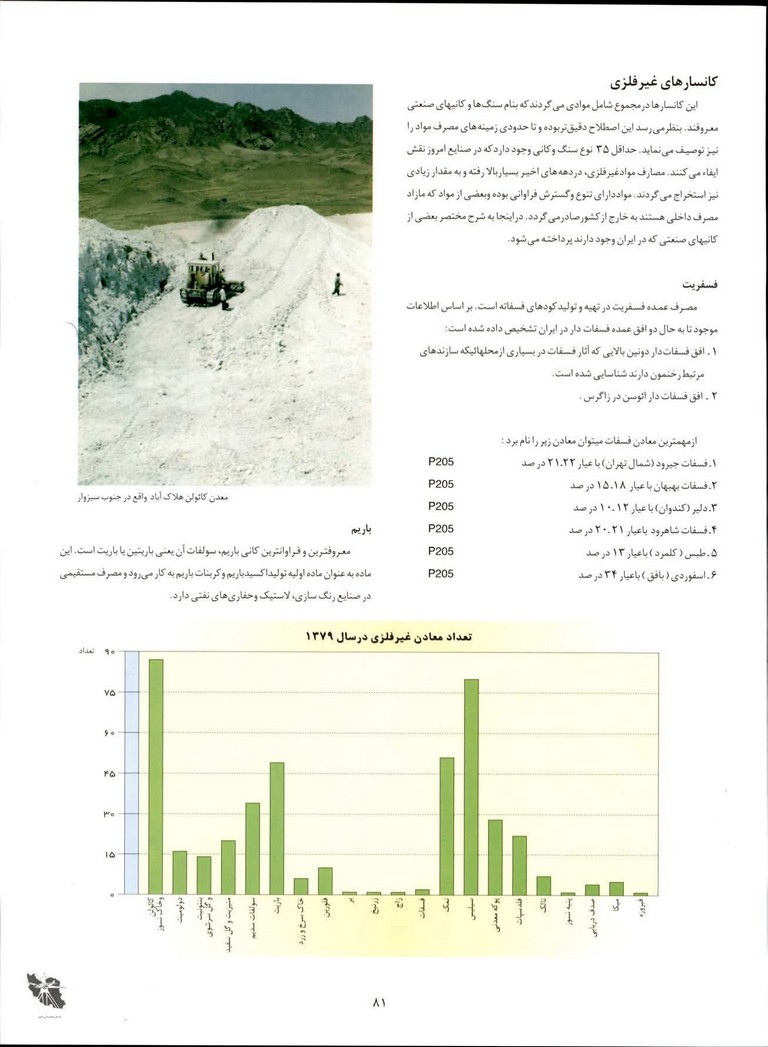 کانسارهای غیرفلزی
این کانسارها درمجموع شامل موادی می گردندکه بنام سنگ‌ها و کانیهای صنعتی
معروفند. بنظرمی‌رسد این اصطلاح دقیق‌تربوده و تا حدودی زمینه‌های مصرف مواد را
نیز توصیف می‌نماید. حداقل ۳۵ نوع سنگ وکانی وجود داردکه در صنایع امروز نقش
ایفاء می کنند. مصارف موادغیرفلزی، دردهه های اخیر بسیاربالا رفته و به مقدار زیادی
نیز استخراج می گردند. مواددارای تنوع وگسترش فراوانی بوده وبعضی از مواد که مازاد
مصرف داخلی هستند به خارج ازکشورصادرمی گردد. دراینجا به شرح مختصر بعضی از
کانیهای صنعتی که در ایران وجود دارند پرداخته می‌شود.
فسفریت
مصرف عمده فسفریت در تهیه و تولیدکودهای فسفاته است. بر اساس اطلاعات
موجود تا به حال دو افق عمده فسفات دار در ایران تشخیص داده شده است:
۱ . افق فسفات‌دار دونین بالایی که آثار فسفات در بسیاری ازمحلهائیکه سازندهای
مرتبط رخنمون دارند شناسایی شده است.
۲ . افق فسفات دار ائوسن در زاگرس .
ازمهمترین معادن فسفات میتوان معادن زیر را نام برد :
۱.فسفات جیرود (شمال تهران) با عیار ۲۱.۲۲ در صد P205
۲.فسفات بهبهان با عیار ۱۵.۱۸ در صد P205
۳.دلیر (کندوان) با عیار ۱۰.۱۲ در صد P205
۴.فسفات شاهرود باعیار ۲۰.۲۱ در صد P205
۵.طبس ( کلمرد ) باعیار ۱۳ در صد P205
۶.اسفوردی ( بافق ) باعیار ۳۴ در صد P205
معدن کائولن هلاک آباد واقع در جنوب سبزوار
باریم
معروفترین و فراوانترین کانی باریم، سولفات آن یعنی باریتین یا باریت است. این
ماده به عنوان ماده اولیه تولیداکسیدباریم و کربنات باریم به کار می‌رود و مصرف مستقیمی
در صنایع رنگ سازی، لاستیک وحفاری‌های نفتی دارد.
تعداد معادن غیرفلزی درسال ۱۳۷۹
تعداد
۹۰
۷۵
۶۰
۴۵
۳۰
۱۵
۰
کائولن وخاک نسوز
دولومیت
بنتونیت و گل سرشوی
منیزیت و گل سفید
سولفات سدیم
باریت
خاک سرخ و زرد
فلورین
بر
زرنیخ
زاج
فسفات
نمک
سیلیس
پوکه معدنی
فلدسپات
تالک
پنبه نسوز
صدف دریایی
میکا
فیروزه
۸۱